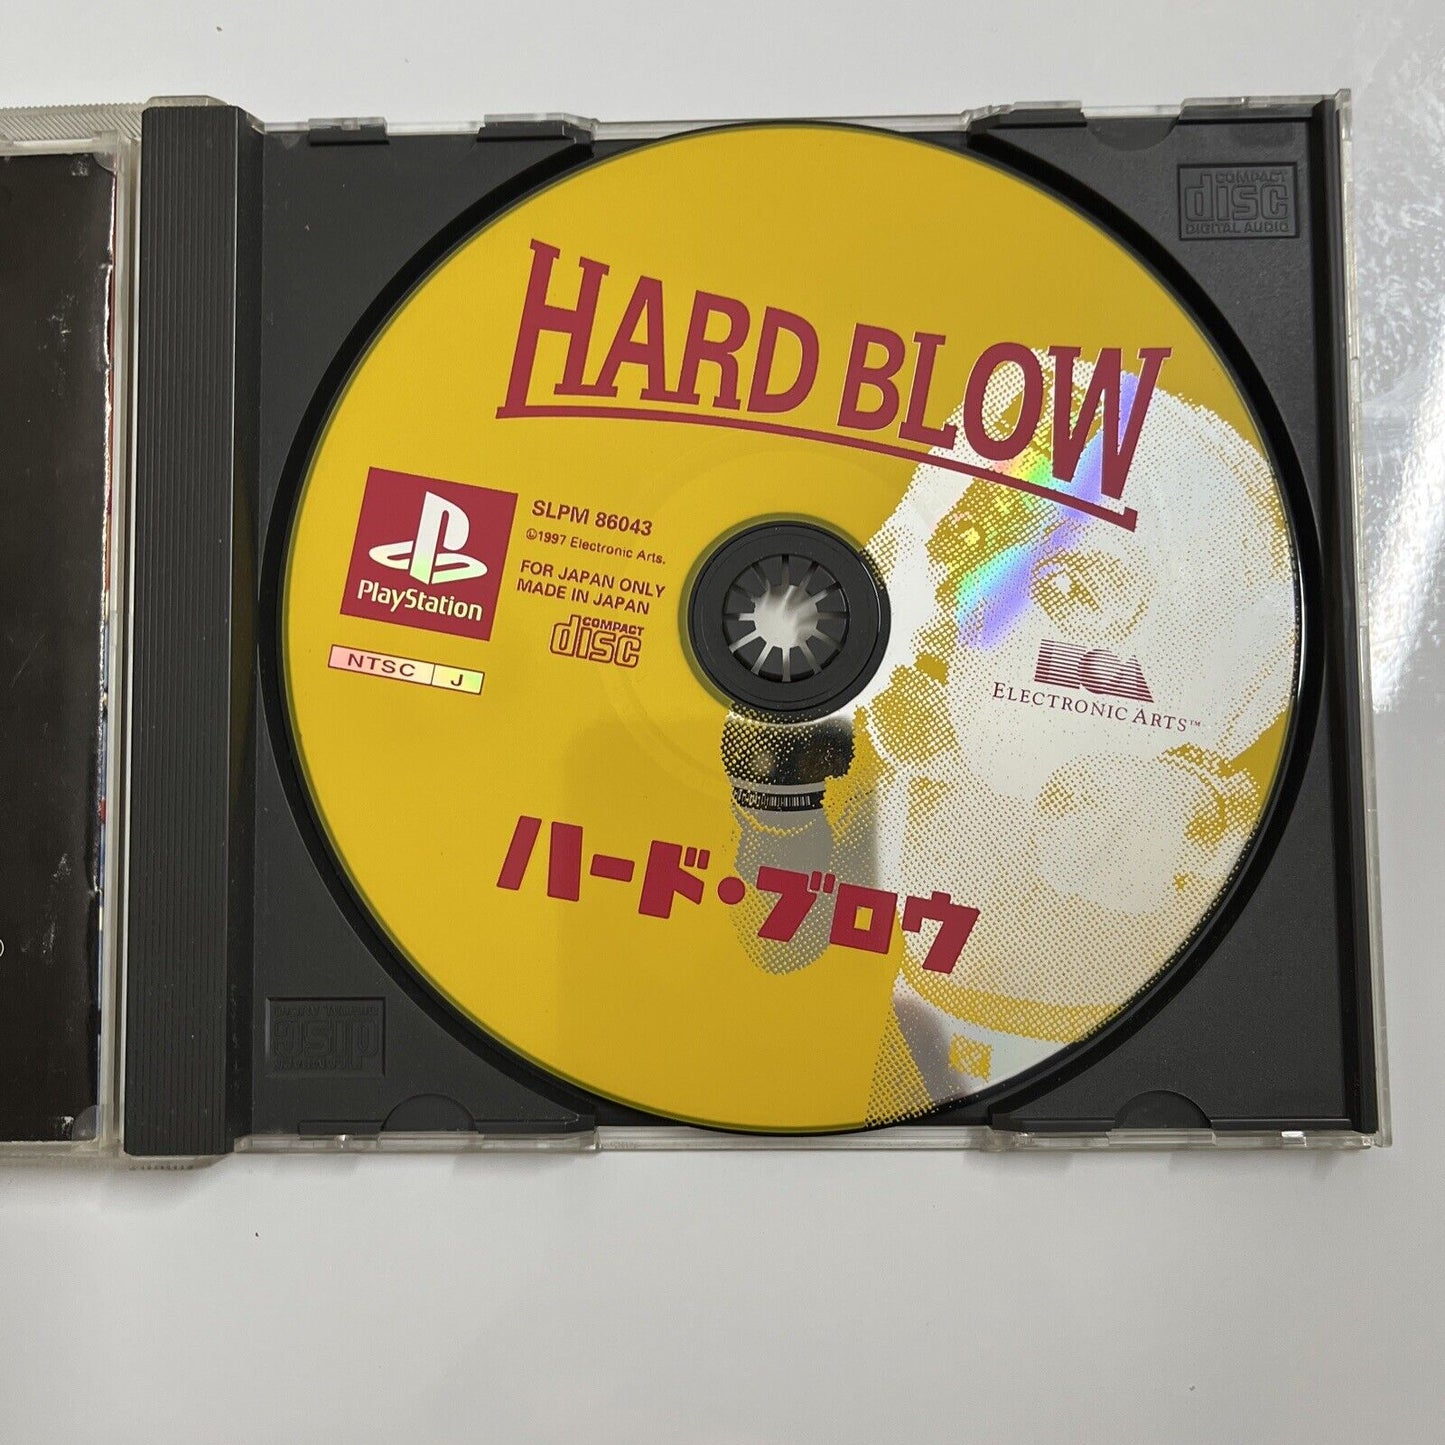 COMPACT
disc
DIGITAL AUDIO
HARD BLOW
PlayStation
SLPM 86043
©1997 Electronic Arts.
FOR JAPAN ONLY
MADE IN JAPAN
COMPACT
disc
NTSC J
EA
ELECTRONIC ARTS™
ハード・ブロウ